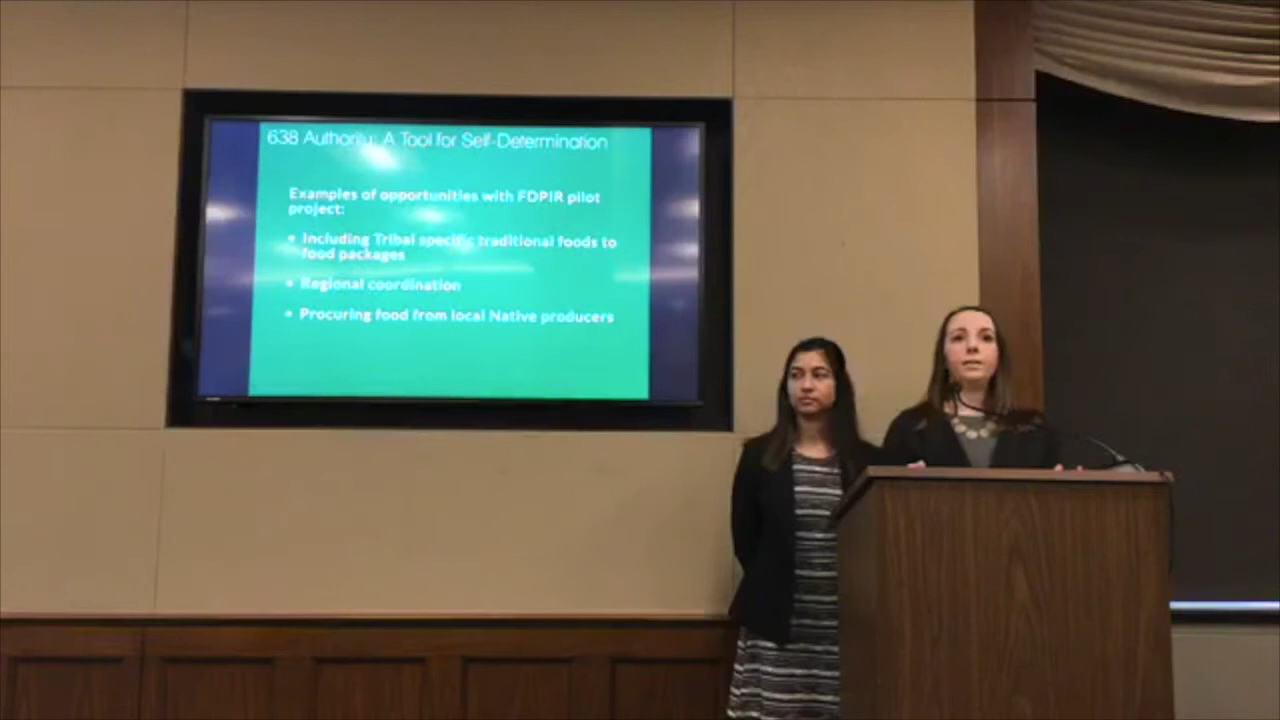 638 Authority: A Tool for Self-Determination
Examples of opportunities with FDPIR pilot
project:
• Including Tribal specific traditional foods to
food packages
• Regional coordination
• Procuring food from local Native producers